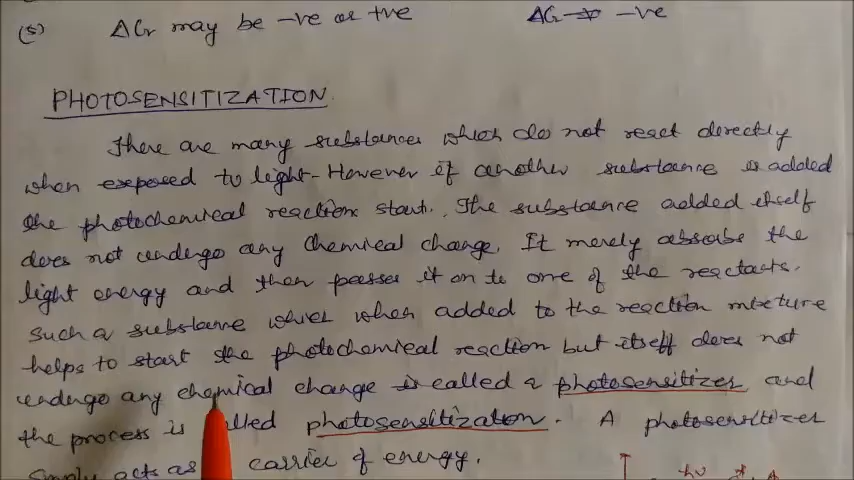 (5) ΔG may be -ve or +ve ΔG -ve
PHOTOSENSITIZATION
There are many substances which do not react directly
when exposed to light. However if another substance is added
the photochemical reaction start. The substance added itself
does not undergo any chemical change. It merely absorbs the
light energy and then passes it on to one of the reactants.
Such a substance which when added to the reaction mixture
helps to start the photochemical reaction but itself does not
undergo any chemical change is called a photosensitizer and
the process is called photosensitization. A photosensitizer
simply acts as carrier of energy.
hν